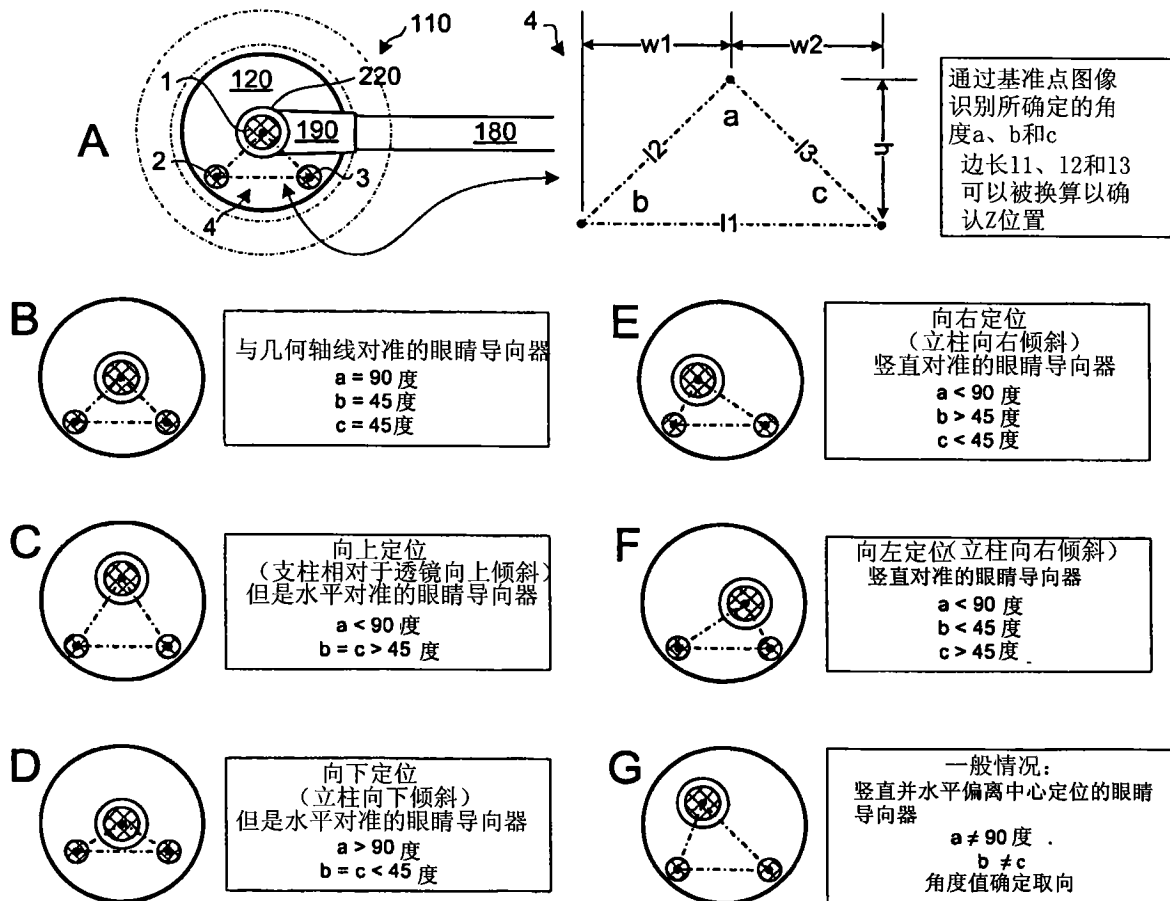 A
110
120
1
220
190
180
2
3
4
4
w1
w2
a
l2
l3
h
b
c
l1
通过基准点图像
识别所确定的角
度a、b和c
边长l1、l2和l3
可以被换算以确
认Z位置
B
与几何轴线对准的眼睛导向器
a = 90 度
b = 45度
c = 45度
C
向上定位
(支柱相对于透镜向上倾斜)
但是水平对准的眼睛导向器
a < 90 度
b = c > 45 度
D
向下定位
(立柱向下倾斜)
但是水平对准的眼睛导向器
a > 90 度
b = c < 45 度
E
向右定位
(立柱向右倾斜)
竖直对准的眼睛导向器
a < 90 度
b > 45 度
c < 45 度
F
向左定位(立柱向右倾斜)
竖直对准的眼睛导向器
a < 90 度
b < 45 度
c > 45 度
G
一般情况:
竖直并水平偏离中心定位的眼睛
导向器
a ≠ 90 度
b ≠ c
角度值确定取向